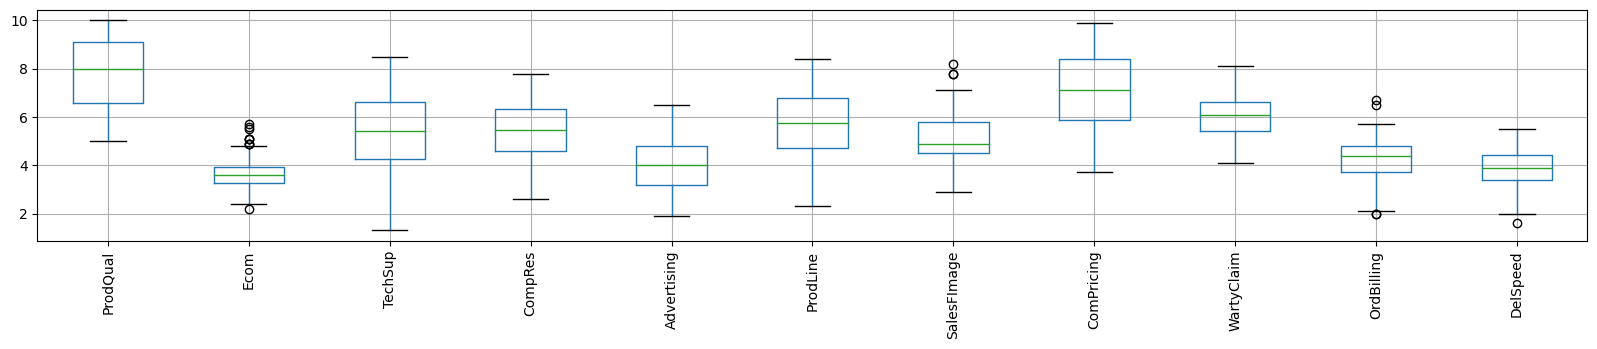 10
8
6
4
2
ProdQual
Ecom
TechSup
CompRes
Advertising
ProdLine
SalesFImage
ComPricing
WartyClaim
OrdBilling
DelSpeed